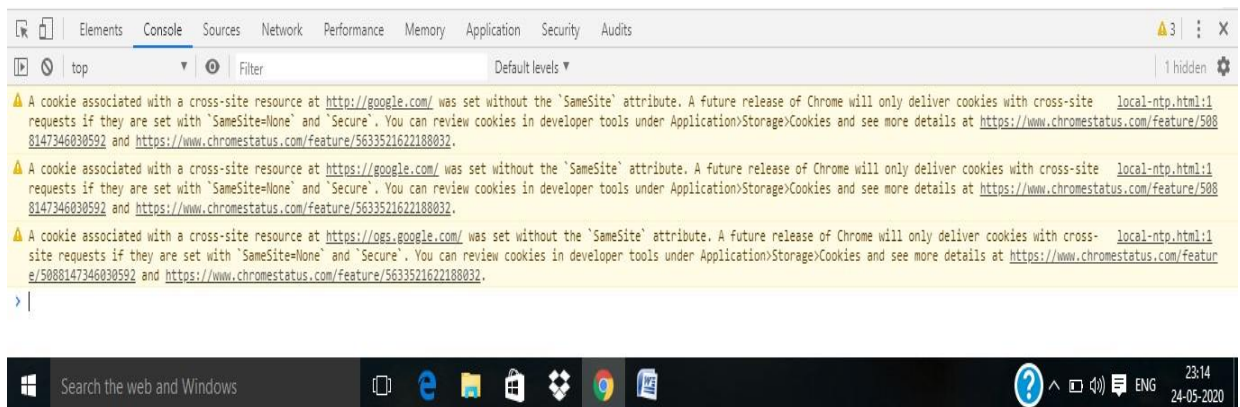 Elements Console Sources Network Performance Memory Application Security Audits 3
top Filter Default levels 1 hidden
A cookie associated with a cross-site resource at http://google.com/ was set without the `SameSite` attribute. A future release of Chrome will only deliver cookies with cross-site local-ntp.html:1
requests if they are set with `SameSite=None` and `Secure`. You can review cookies in developer tools under Application>Storage>Cookies and see more details at https://www.chromestatus.com/feature/508
8147346030592 and https://www.chromestatus.com/feature/5633521622188032.
A cookie associated with a cross-site resource at https://google.com/ was set without the `SameSite` attribute. A future release of Chrome will only deliver cookies with cross-site local-ntp.html:1
requests if they are set with `SameSite=None` and `Secure`. You can review cookies in developer tools under Application>Storage>Cookies and see more details at https://www.chromestatus.com/feature/508
8147346030592 and https://www.chromestatus.com/feature/5633521622188032.
A cookie associated with a cross-site resource at https://ogs.google.com/ was set without the `SameSite` attribute. A future release of Chrome will only deliver cookies with cross- local-ntp.html:1
site requests if they are set with `SameSite=None` and `Secure`. You can review cookies in developer tools under Application>Storage>Cookies and see more details at https://www.chromestatus.com/featur
e/5088147346030592 and https://www.chromestatus.com/feature/5633521622188032.
>
Search the web and Windows ENG 23:14
24-05-2020